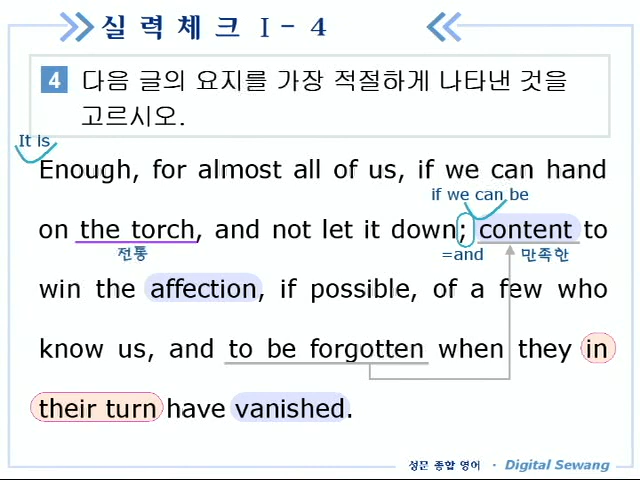 실력체크 I - 4
4 다음 글의 요지를 가장 적절하게 나타낸 것을
고르시오.
It is
Enough, for almost all of us, if we can hand
if we can be
on the torch, and not let it down; content to
전통 =and 만족한
win the affection, if possible, of a few who
know us, and to be forgotten when they in
their turn have vanished.
성문 종합 영어 · Digital Sewang